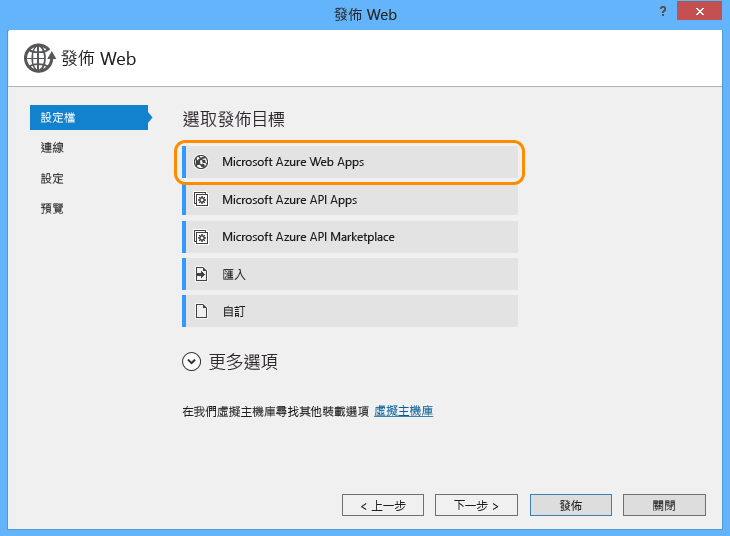 發佈 Web
?
發佈 Web
設定檔
連線
設定
預覽
選取發佈目標
Microsoft Azure Web Apps
Microsoft Azure API Apps
Microsoft Azure API Marketplace
匯入
自訂
更多選項
在我們虛擬主機庫尋找其他裝載選項 虛擬主機庫
< 上一步 下一步 > 發佈 關閉